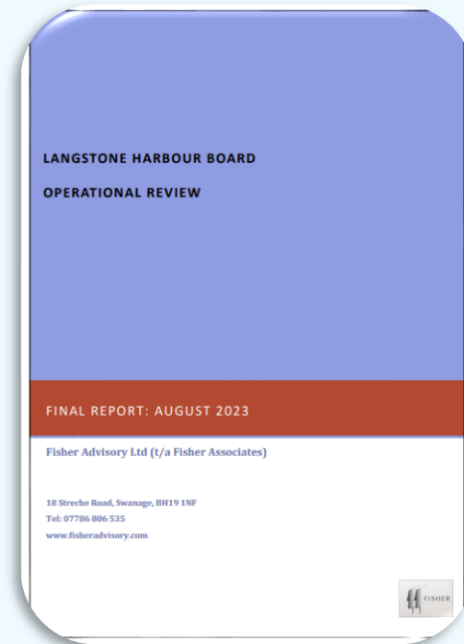 LANGSTONE HARBOUR BOARD
OPERATIONAL REVIEW
FINAL REPORT: AUGUST 2023
Fisher Advisory Ltd (t/a Fisher Associates)
18 Streche Road, Swanage, BH19 1NF
Tel: 07786 806 535
www.fisheradvisory.com
FISHER